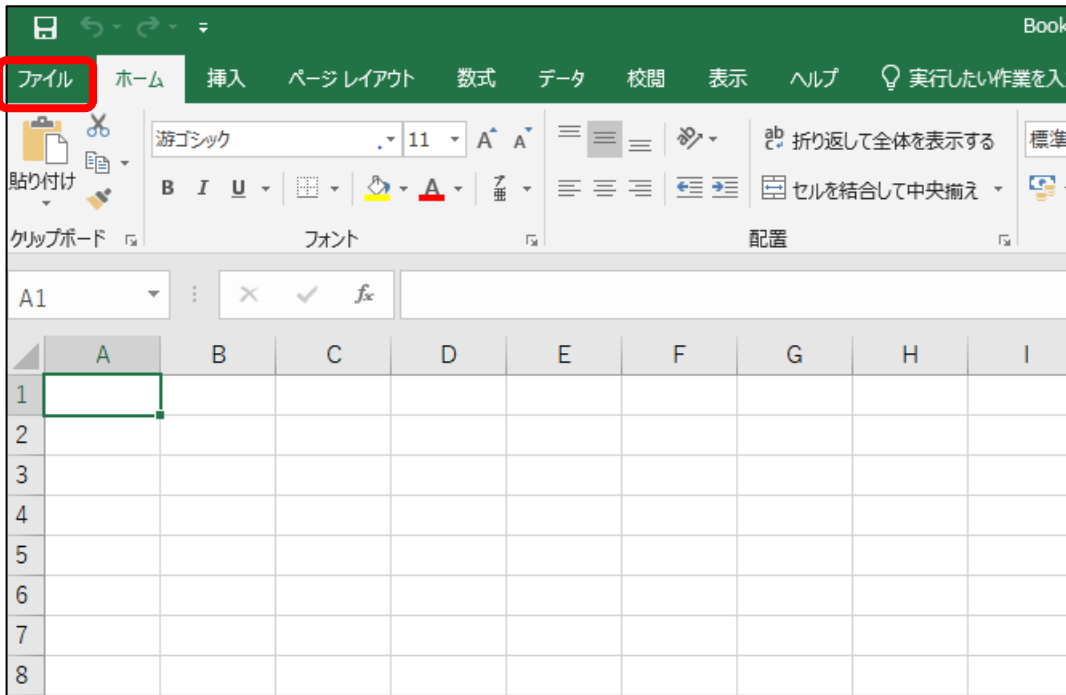 Book
ファイル ホーム 挿入 ページ レイアウト 数式 データ 校閲 表示 ヘルプ 実行したい作業を入
游ゴシック 11 A A ab 折り返して全体を表示する 標準
貼り付け B I U A ア亜 セルを結合して中央揃え
クリップボード フォント 配置
A1 fx
A B C D E F G H I
1
2
3
4
5
6
7
8